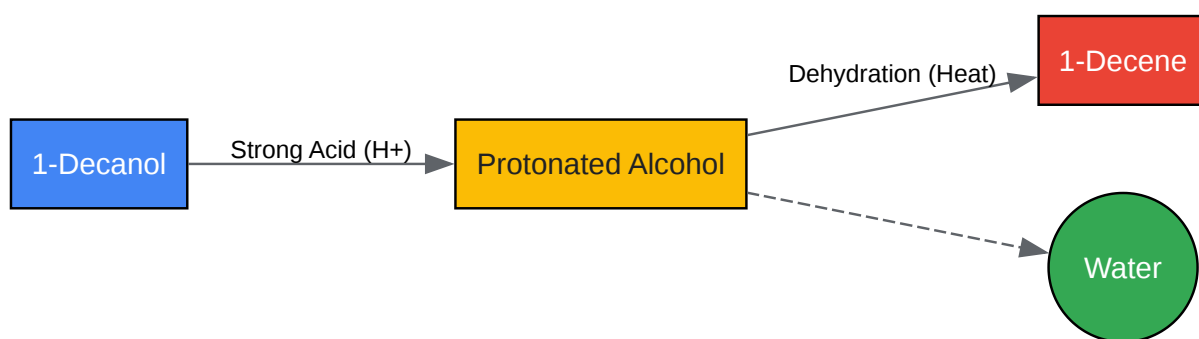 1-Decanol
Strong Acid (H+)
Protonated Alcohol
Dehydration (Heat)
1-Decene
Water